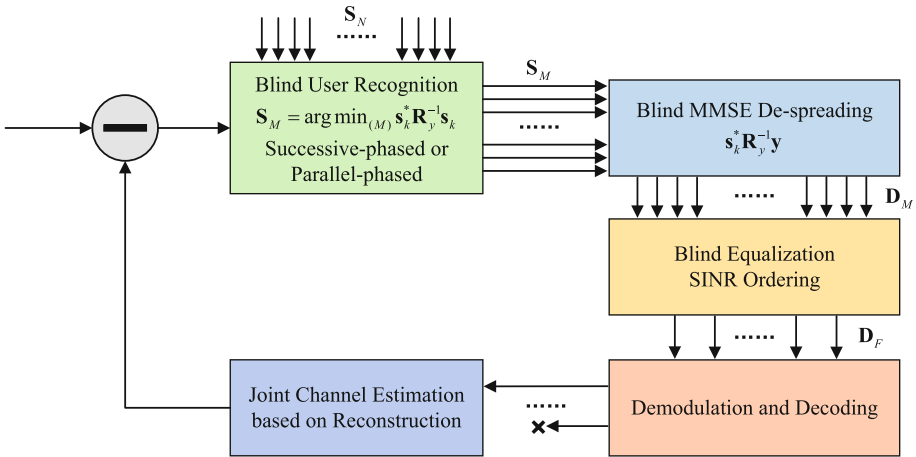 S_N
......
......
Blind User Recognition
S_M = arg min_(M) s_k^* R_y^{-1} s_k
Successive-phased or
Parallel-phased
S_M
......
Blind MMSE De-spreading
s_k^* R_y^{-1} y
......
D_M
Blind Equalization
SINR Ordering
......
D_F
Joint Channel Estimation
based on Reconstruction
......
Demodulation and Decoding